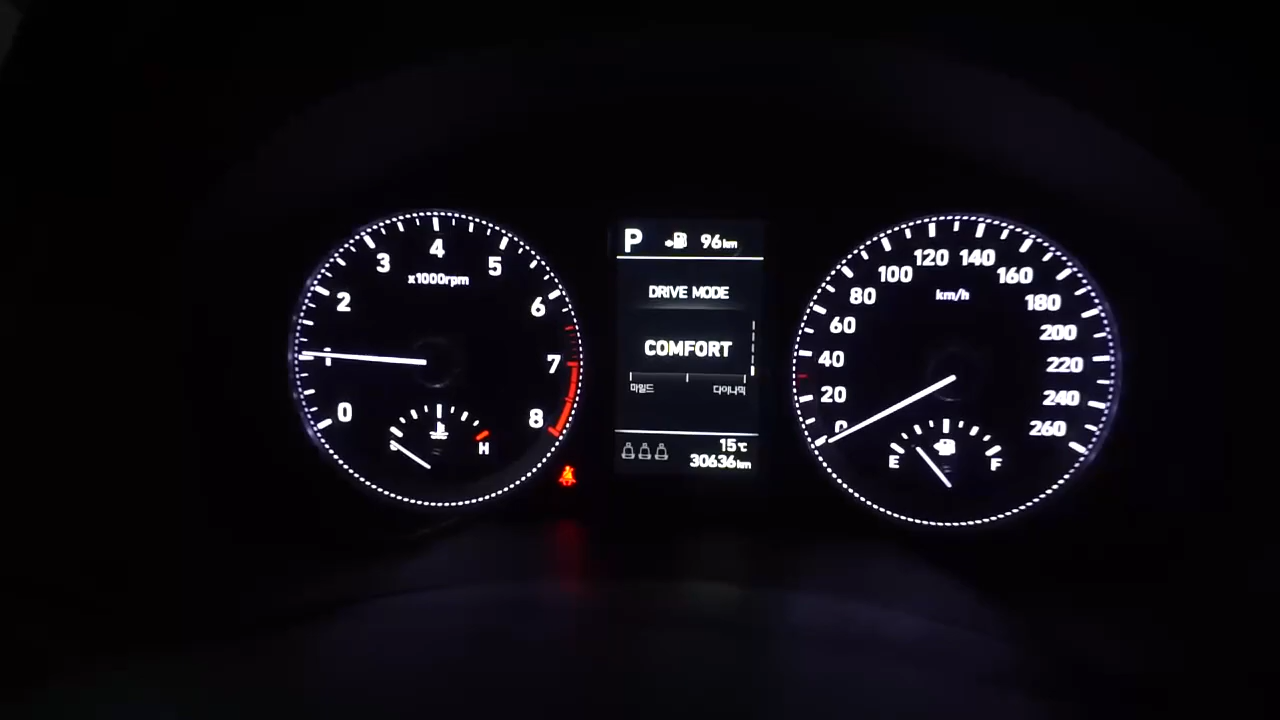 0
1
2
3
4
5
6
7
8
x1000rpm
H
P
96km
DRIVE MODE
COMFORT
마일드 다이나믹
15℃
30636km
0
20
40
60
80
100
120
140
160
180
200
220
240
260
km/h
E F